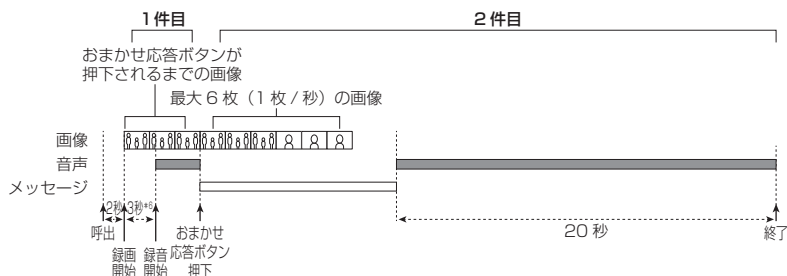 1件目
2件目
おまかせ応答ボタンが
押下されるまでの画像
最大6枚（1枚/秒）の画像
画像
音声
メッセージ
2秒
3秒*6
呼出
録画
開始
録音
開始
おまかせ
応答ボタン
押下
20秒
終了